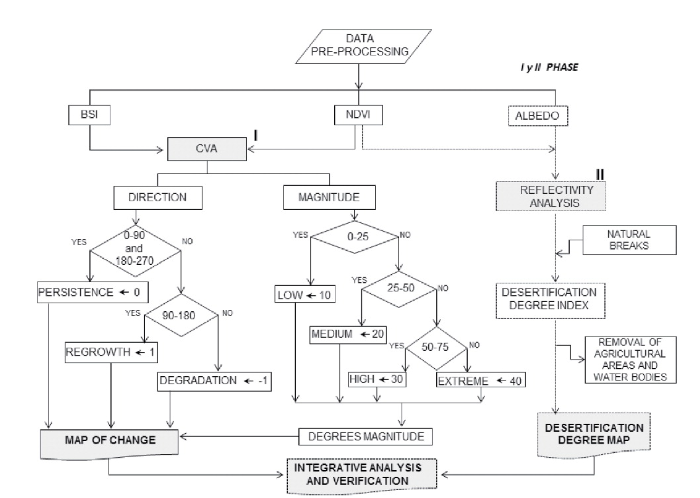 DATA
PRE-PROCESSING
I y II PHASE
BSI
NDVI
ALBEDO
I
CVA
II
REFLECTIVITY
ANALYSIS
DIRECTION
MAGNITUDE
NATURAL
BREAKS
YES
0-90
and
180-270
NO
YES
0-25
NO
PERSISTENCE ← 0
LOW ← 10
YES
25-50
NO
DESERTIFICATION
DEGREE INDEX
YES
90-180
NO
MEDIUM ← 20
YES
50-75
NO
REGROWTH ← 1
REMOVAL OF
AGRICULTURAL
AREAS AND
WATER BODIES
DEGRADATION ← -1
HIGH ← 30
EXTREME ← 40
MAP OF CHANGE
DEGREES MAGNITUDE
DESERTIFICATION
DEGREE MAP
INTEGRATIVE ANALYSIS
AND VERIFICATION